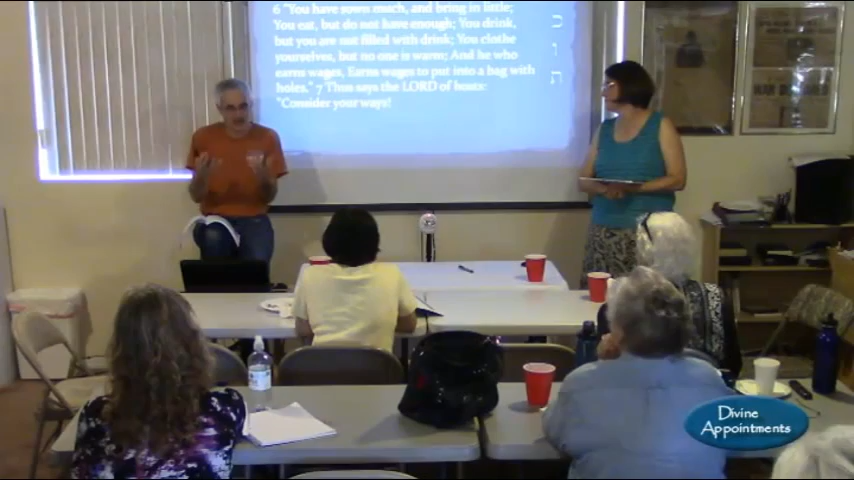 6 "You have sown much, and bring in little;
You eat, but do not have enough; You drink,
but you are not filled with drink; You clothe
yourselves, but no one is warm; And he who
earns wages, Earns wages to put into a bag with
holes." 7 Thus says the LORD of hosts:
"Consider your ways!
כ
ו
ת
Divine
Appointments